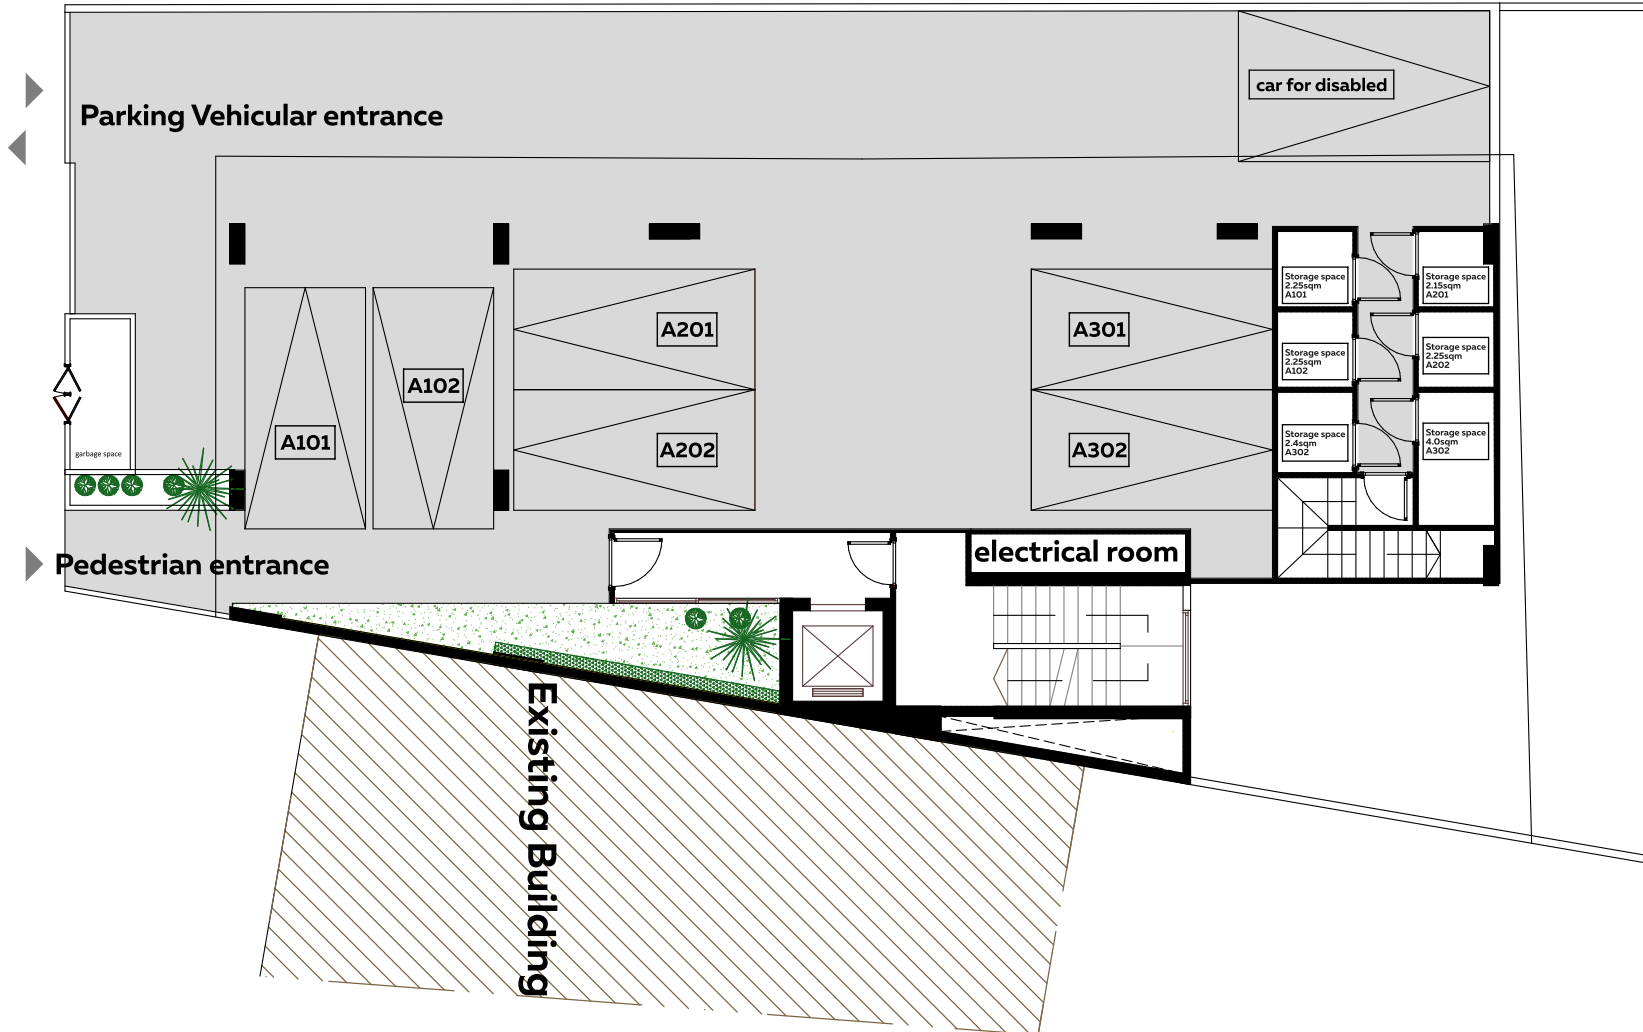 car for disabled
Parking Vehicular entrance
Storage space
2.25sqm
A101
Storage space
2.15sqm
A201
A201
A301
Storage space
2.25sqm
A102
Storage space
2.25sqm
A202
A102
A101
A202
A302
Storage space
2.4sqm
A302
Storage space
4.0sqm
A302
garbage space
Pedestrian entrance
electrical room
Existing Building